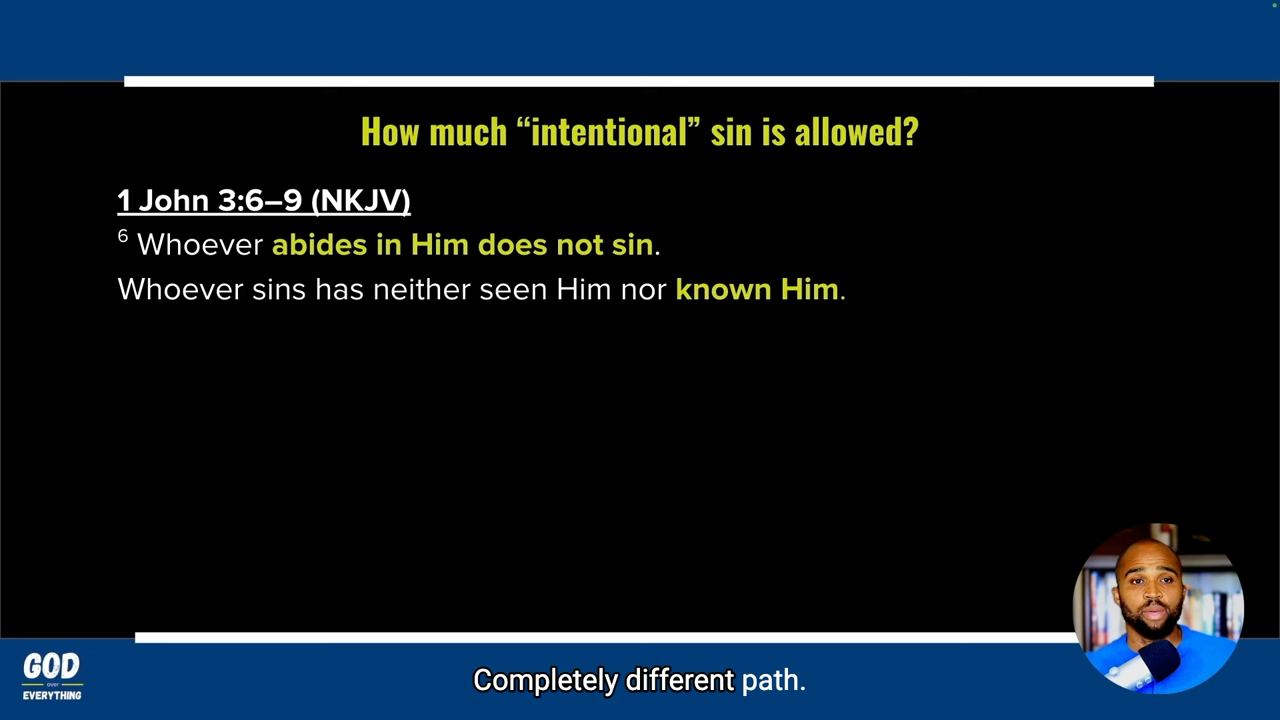 How much “intentional” sin is allowed?
1 John 3:6–9 (NKJV)
6 Whoever abides in Him does not sin.
Whoever sins has neither seen Him nor known Him.
GOD
over
EVERYTHING
Completely different path.